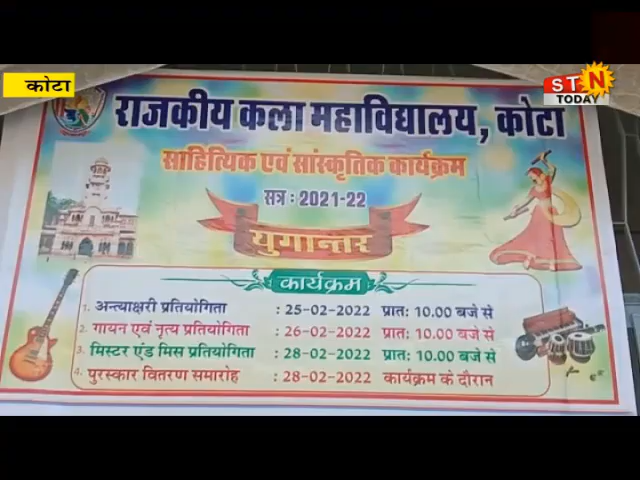 कोटा
STN
TODAY
राजकीय कला महाविद्यालय, कोटा
साहित्यिक एवं सांस्कृतिक कार्यक्रम
सत्र : 2021-22
युगान्तर
कार्यक्रम
1. अन्त्याक्षरी प्रतियोगिता : 25-02-2022 प्रात: 10.00 बजे से
2. गायन एवं नृत्य प्रतियोगिता : 26-02-2022 प्रात: 10.00 बजे से
3. मिस्टर एंड मिस प्रतियोगिता : 28-02-2022 प्रात: 10.00 बजे से
4. पुरस्कार वितरण समारोह : 28-02-2022 कार्यक्रम के दौरान